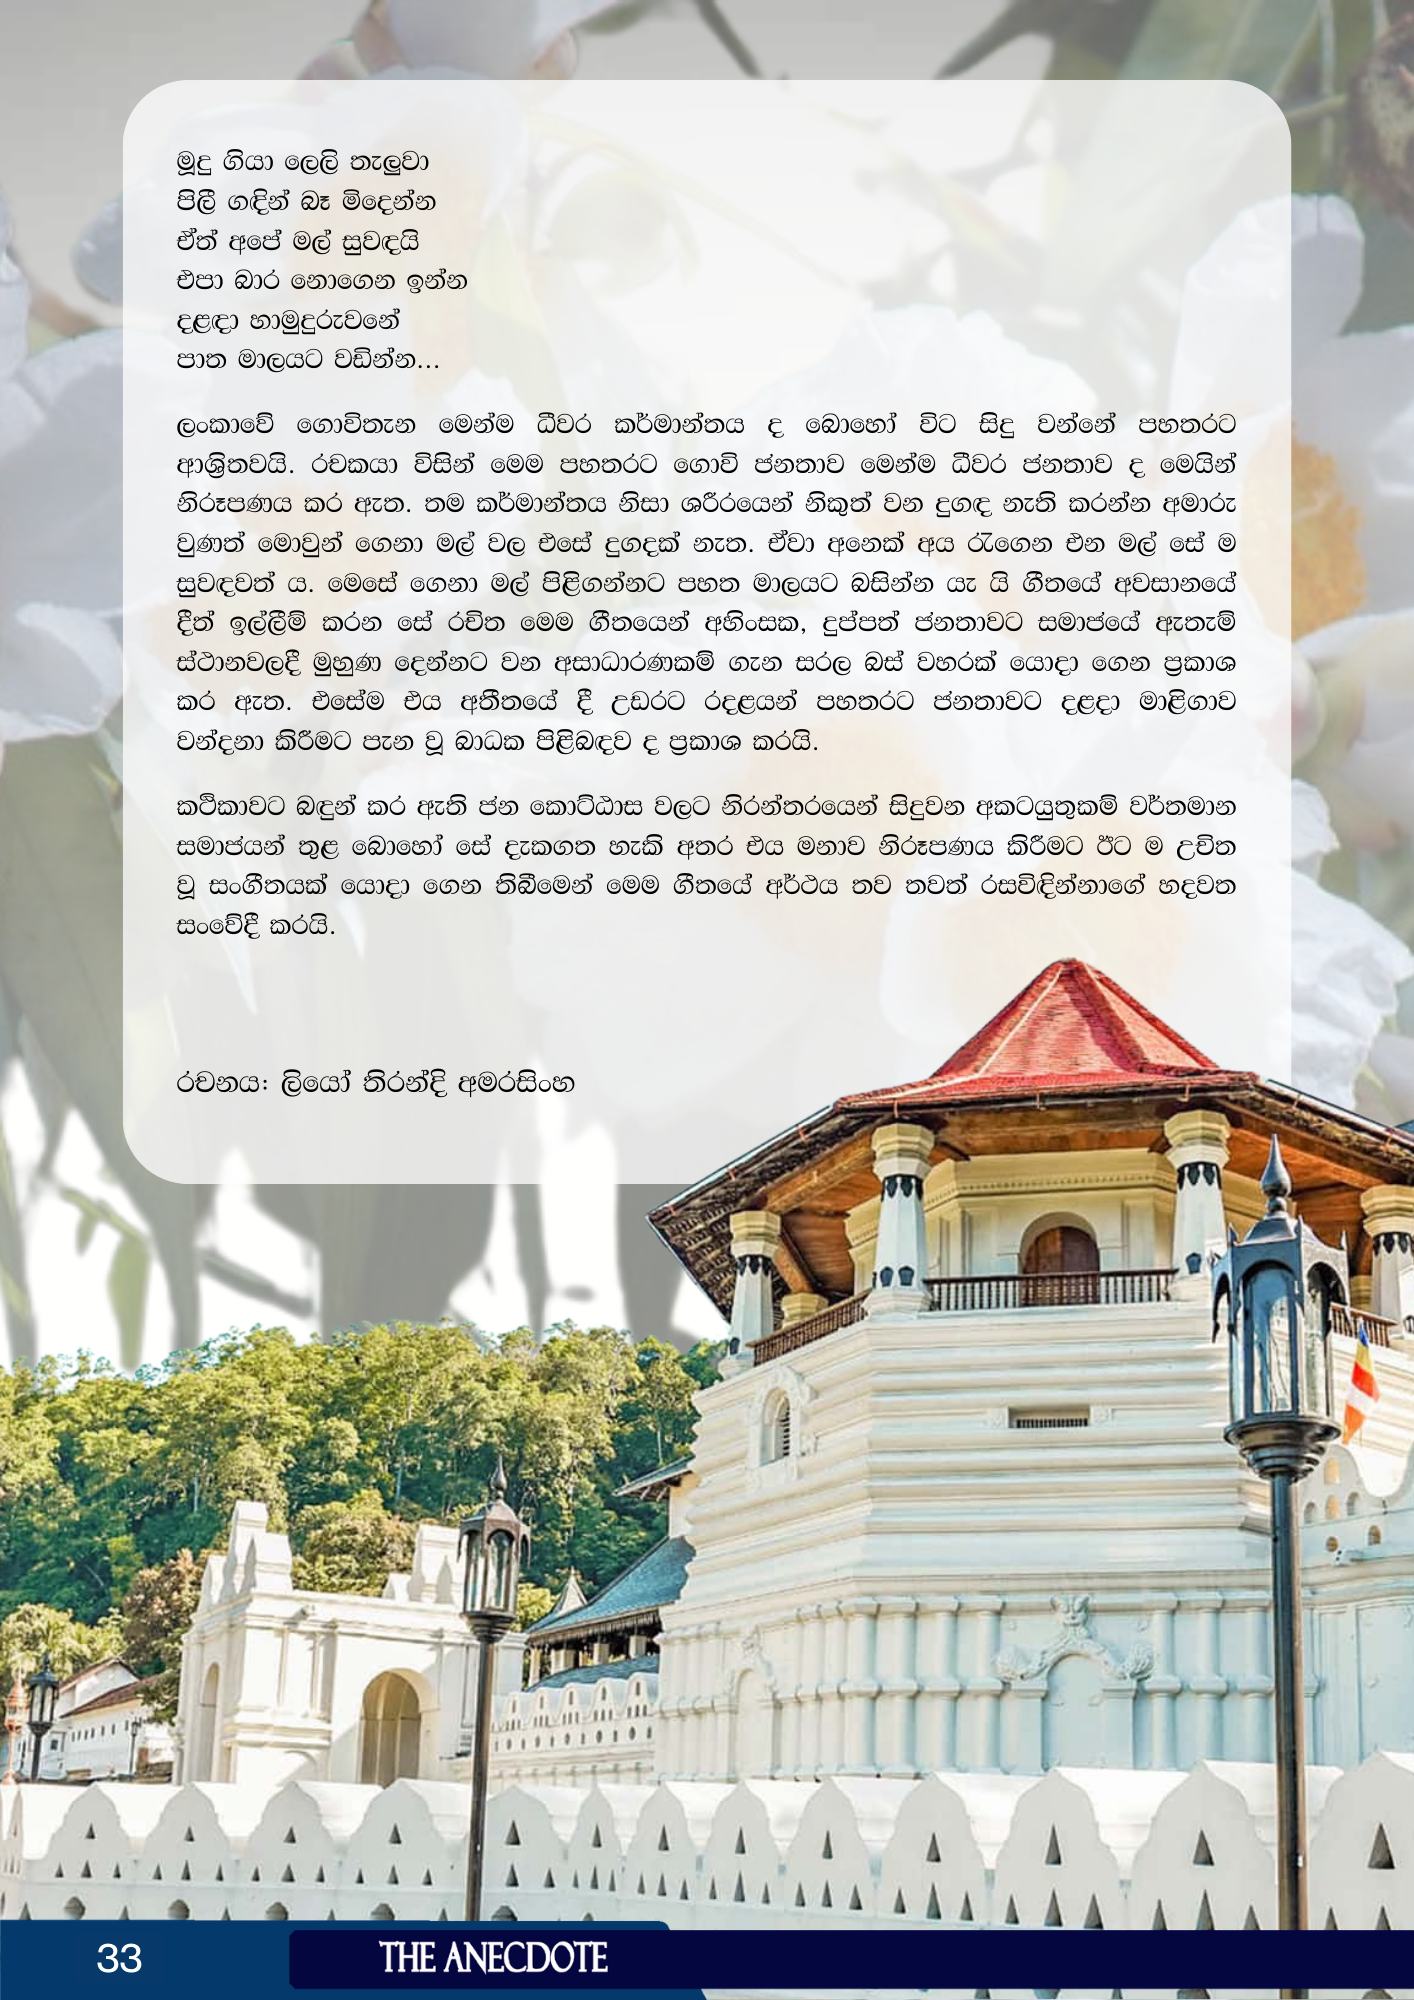 මූදු ගියා ලෙලි තැලුවා
පිලී ගඳින් බෑ මිදෙන්න
ඒත් අපේ මල් සුවඳයි
එපා බාර නොගෙන ඉන්න
දළඳා හාමුදුරුවනේ
පාත මාලයට වඩින්න...
ලංකාවේ ගොවිතැන මෙන්ම ධීවර කර්මාන්තය ද බොහෝ විට සිදු වන්නේ පහතරට
ආශ්‍රිතවයි. රචකයා විසින් මෙම පහතරට ගොවි ජනතාව මෙන්ම ධීවර ජනතාව ද මෙයින්
නිරූපණය කර ඇත. තම කර්මාන්තය නිසා ශරීරයෙන් නිකුත් වන දුගඳ නැති කරන්න අමාරු
වුණත් මොවුන් ගෙනා මල් වල එසේ දුගදක් නැත. ඒවා අනෙක් අය රැගෙන එන මල් සේ ම
සුවඳවත් ය. මෙසේ ගෙනා මල් පිළිගන්නට පහත මාලයට බසින්න යැ යි ගීතයේ අවසානයේ
දීත් ඉල්ලීම් කරන සේ රචිත මෙම ගීතයෙන් අහිංසක, දුප්පත් ජනතාවට සමාජයේ ඇතැම්
ස්ථානවලදී මුහුණ දෙන්නට වන අසාධාරණකම් ගැන සරල බස් වහරක් යොදා ගෙන ප්‍රකාශ
කර ඇත. එසේම එය අතීතයේ දී උඩරට රදළයන් පහතරට ජනතාවට දළදා මාළිගාව
වන්දනා කිරීමට පැන වූ බාධක පිළිබඳව ද ප්‍රකාශ කරයි.
කථිකාවට බඳුන් කර ඇති ජන කොට්ඨාස වලට නිරන්තරයෙන් සිදුවන අකටයුතුකම් වර්තමාන
සමාජයන් තුළ බොහෝ සේ දැකගත හැකි අතර එය මනාව නිරූපණය කිරීමට ඊට ම උචිත
වූ සංගීතයක් යොදා ගෙන තිබීමෙන් මෙම ගීතයේ අර්ථය තව තවත් රසවිඳින්නාගේ හදවත
සංවේදී කරයි.
රචනය: ලියෝ තිරන්දි අමරසිංහ
33
THE ANECDOTE